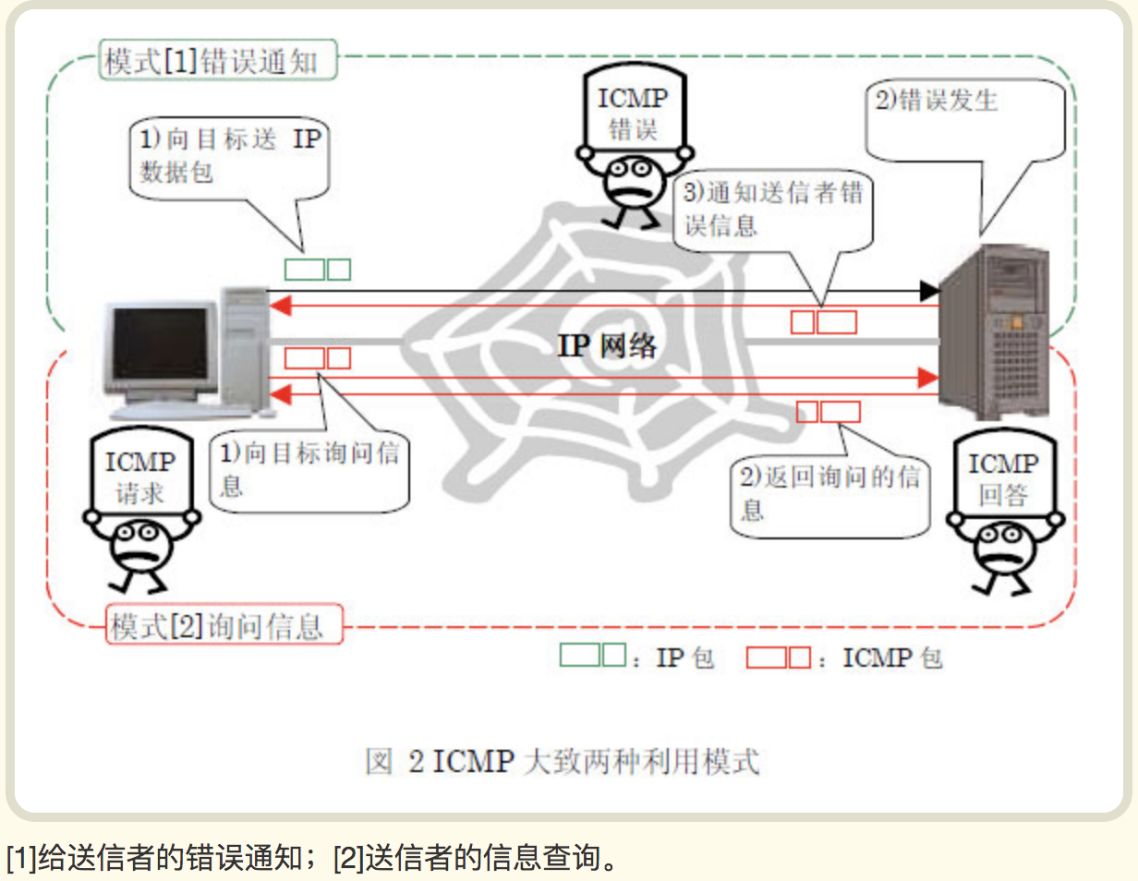 模式[1]错误通知
ICMP
错误
2)错误发生
1)向目标送 IP
数据包
3)通知送信者错
误信息
IP 网络
ICMP
请求
1)向目标询问信
息
2)返回询问的信
息
ICMP
回答
模式[2]询问信息
：IP 包
：ICMP 包
図 2 ICMP 大致两种利用模式
[1]给送信者的错误通知；[2]送信者的信息查询。